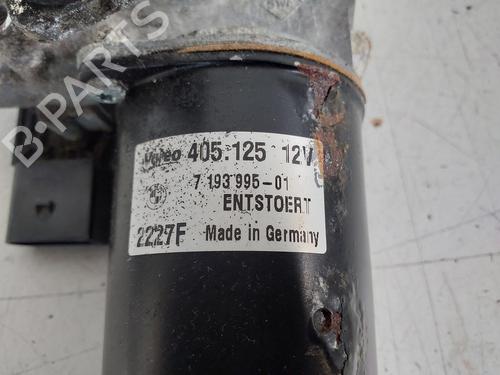 B-PARTS
Valeo 405.125 12V
7 193 995-01
ENTSTOERT
2227F Made in Germany